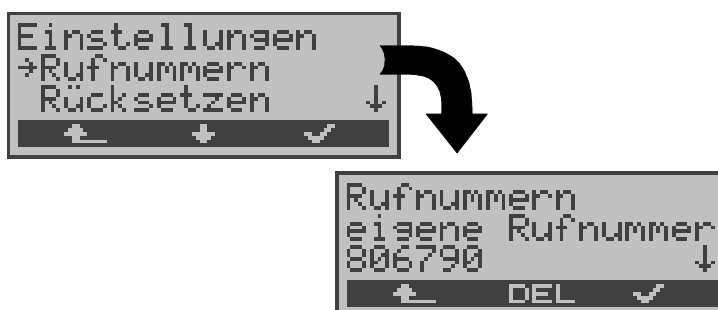 Einstellungen
→Rufnummern
Rücksetzen ↓
Rufnummern
eigene Rufnummer
806790 ↓
DEL